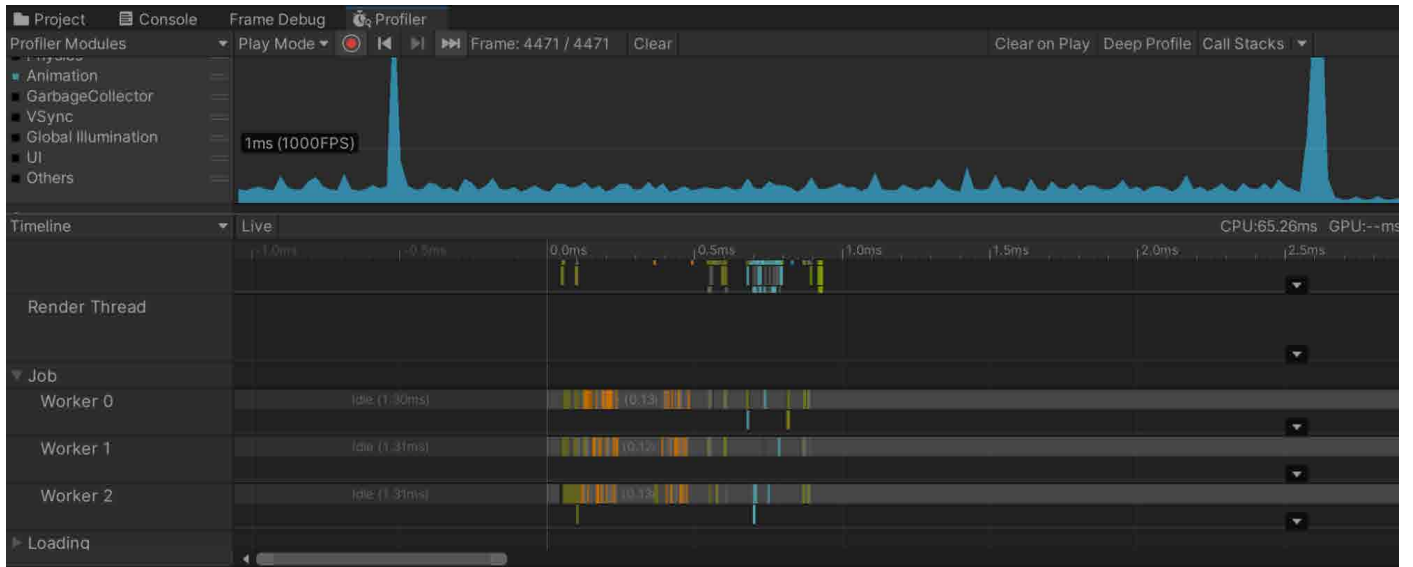 Project Console Frame Debug Profiler
Profiler Modules Play Mode Frame: 4471 / 4471 Clear Clear on Play Deep Profile Call Stacks
Physics
Animation
GarbageCollector
VSync
Global Illumination
UI
Others
1ms (1000FPS)
Timeline Live CPU:65.26ms GPU:--ms
-1.0ms -0.5ms 0.0ms 0.5ms 1.0ms 1.5ms 2.0ms 2.5ms
Render Thread
Job
Worker 0 Idle (1.30ms) (0.13)
Worker 1 Idle (1.31ms) (0.12)
Worker 2 Idle (1.31ms) (0.13)
Loading